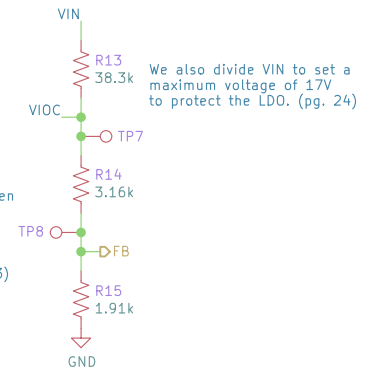 VIN
R13
38.3k
We also divide VIN to set a
maximum voltage of 17V
to protect the LDO. (pg. 24)
VIOC
TP7
R14
3.16k
en
TP8
FB
3)
R15
1.91k
GND